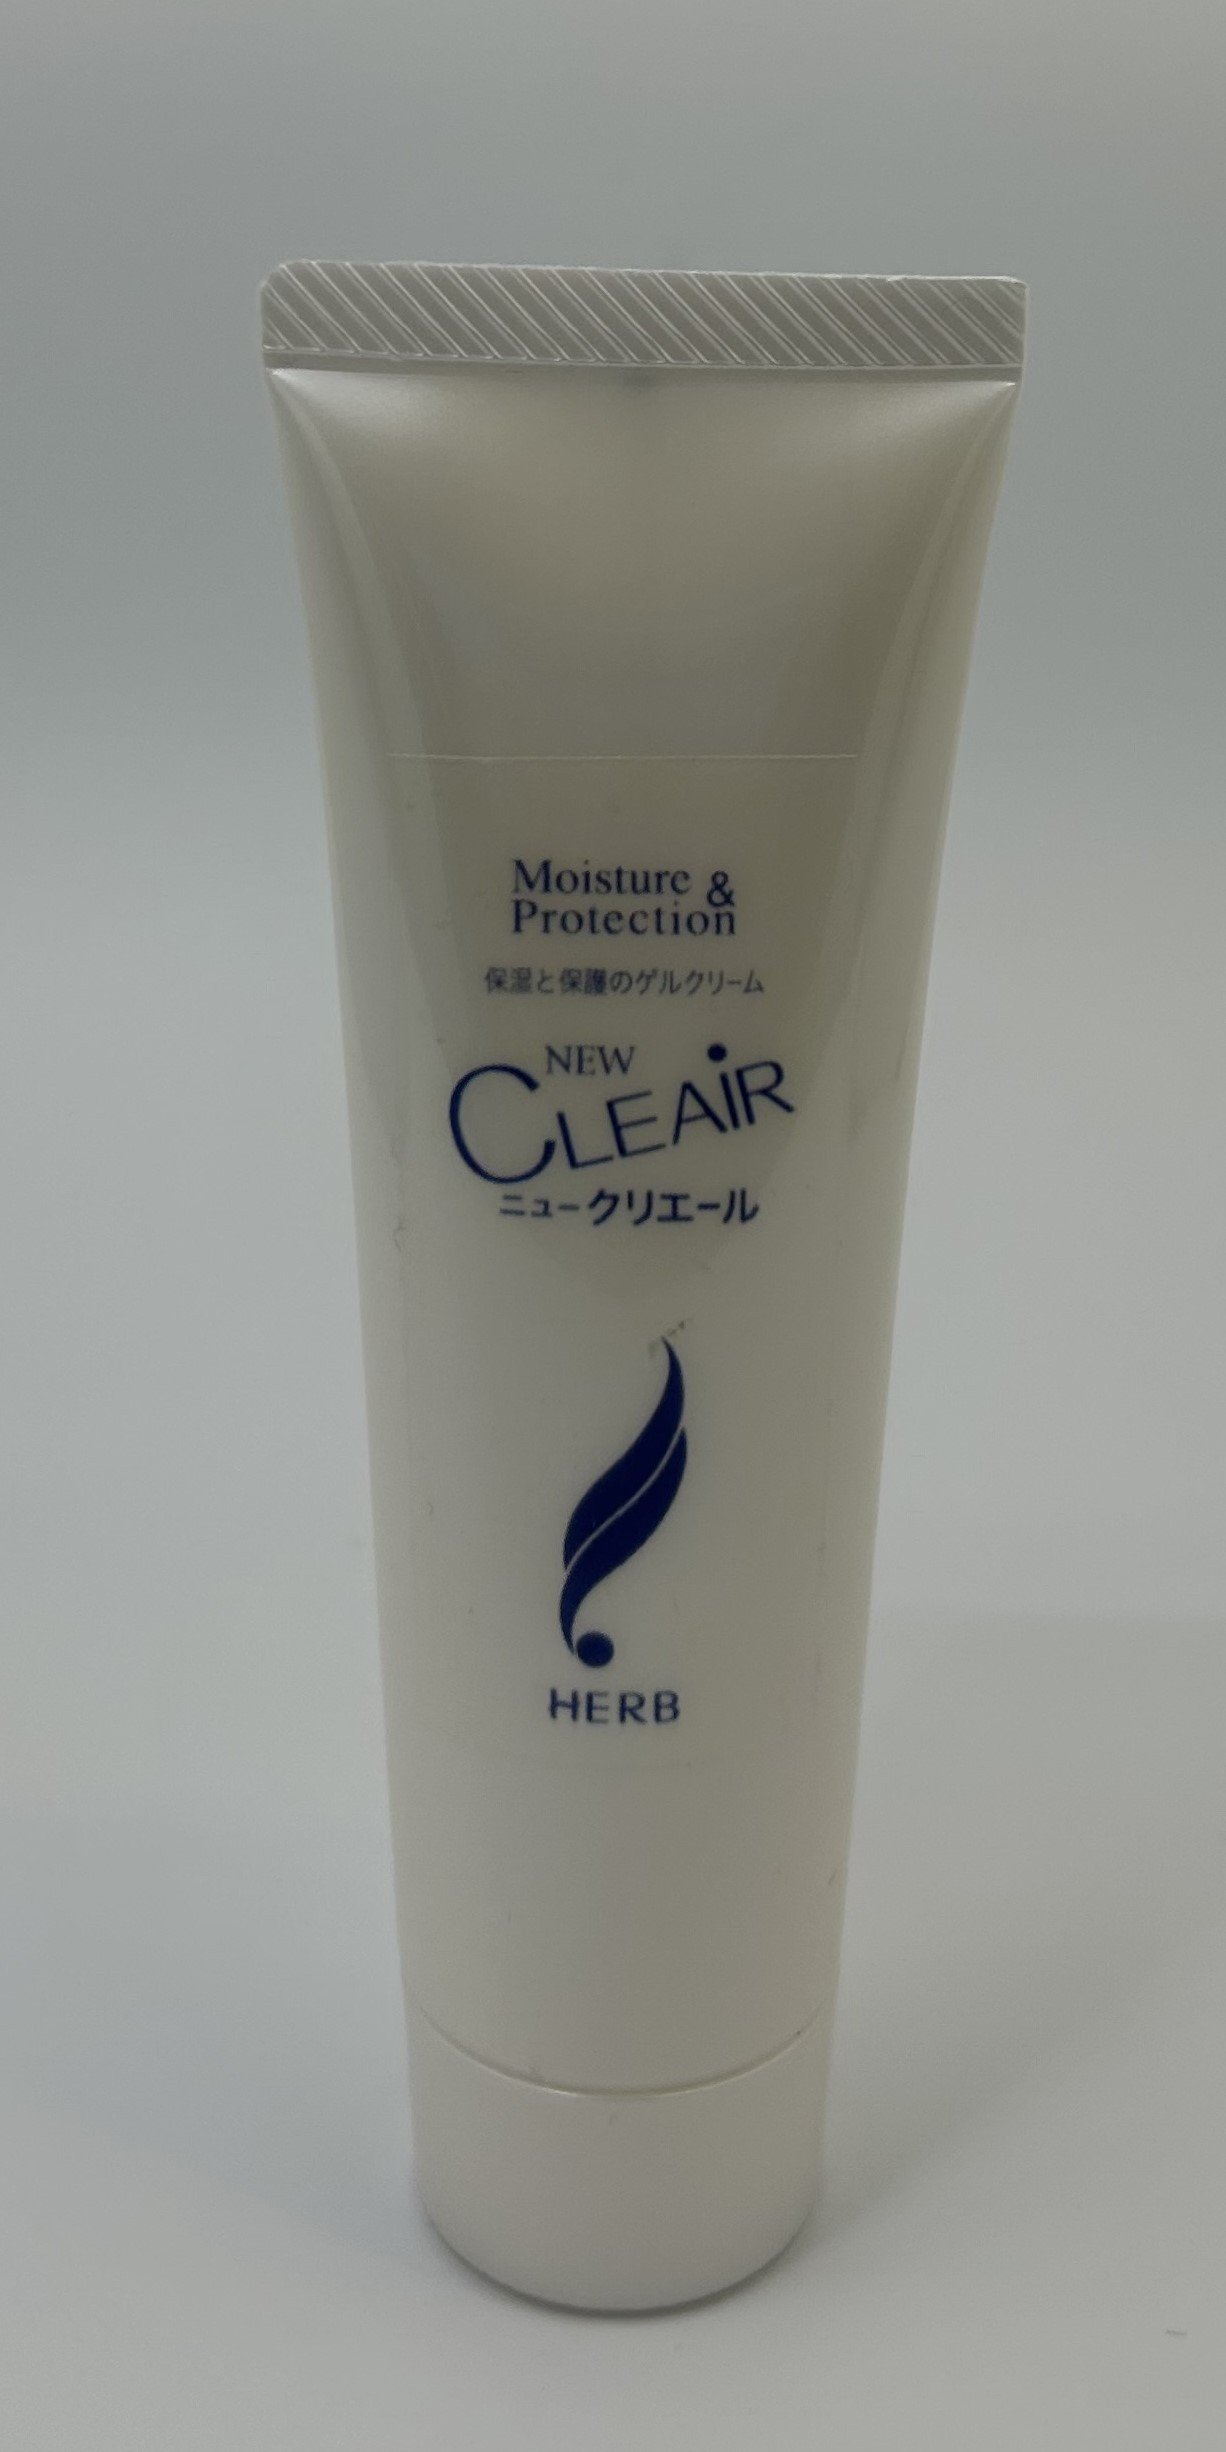 Moisture &
Protection
保湿と保護のゲルクリーム
NEW
CLEAiR
ニュークリエール
HERB